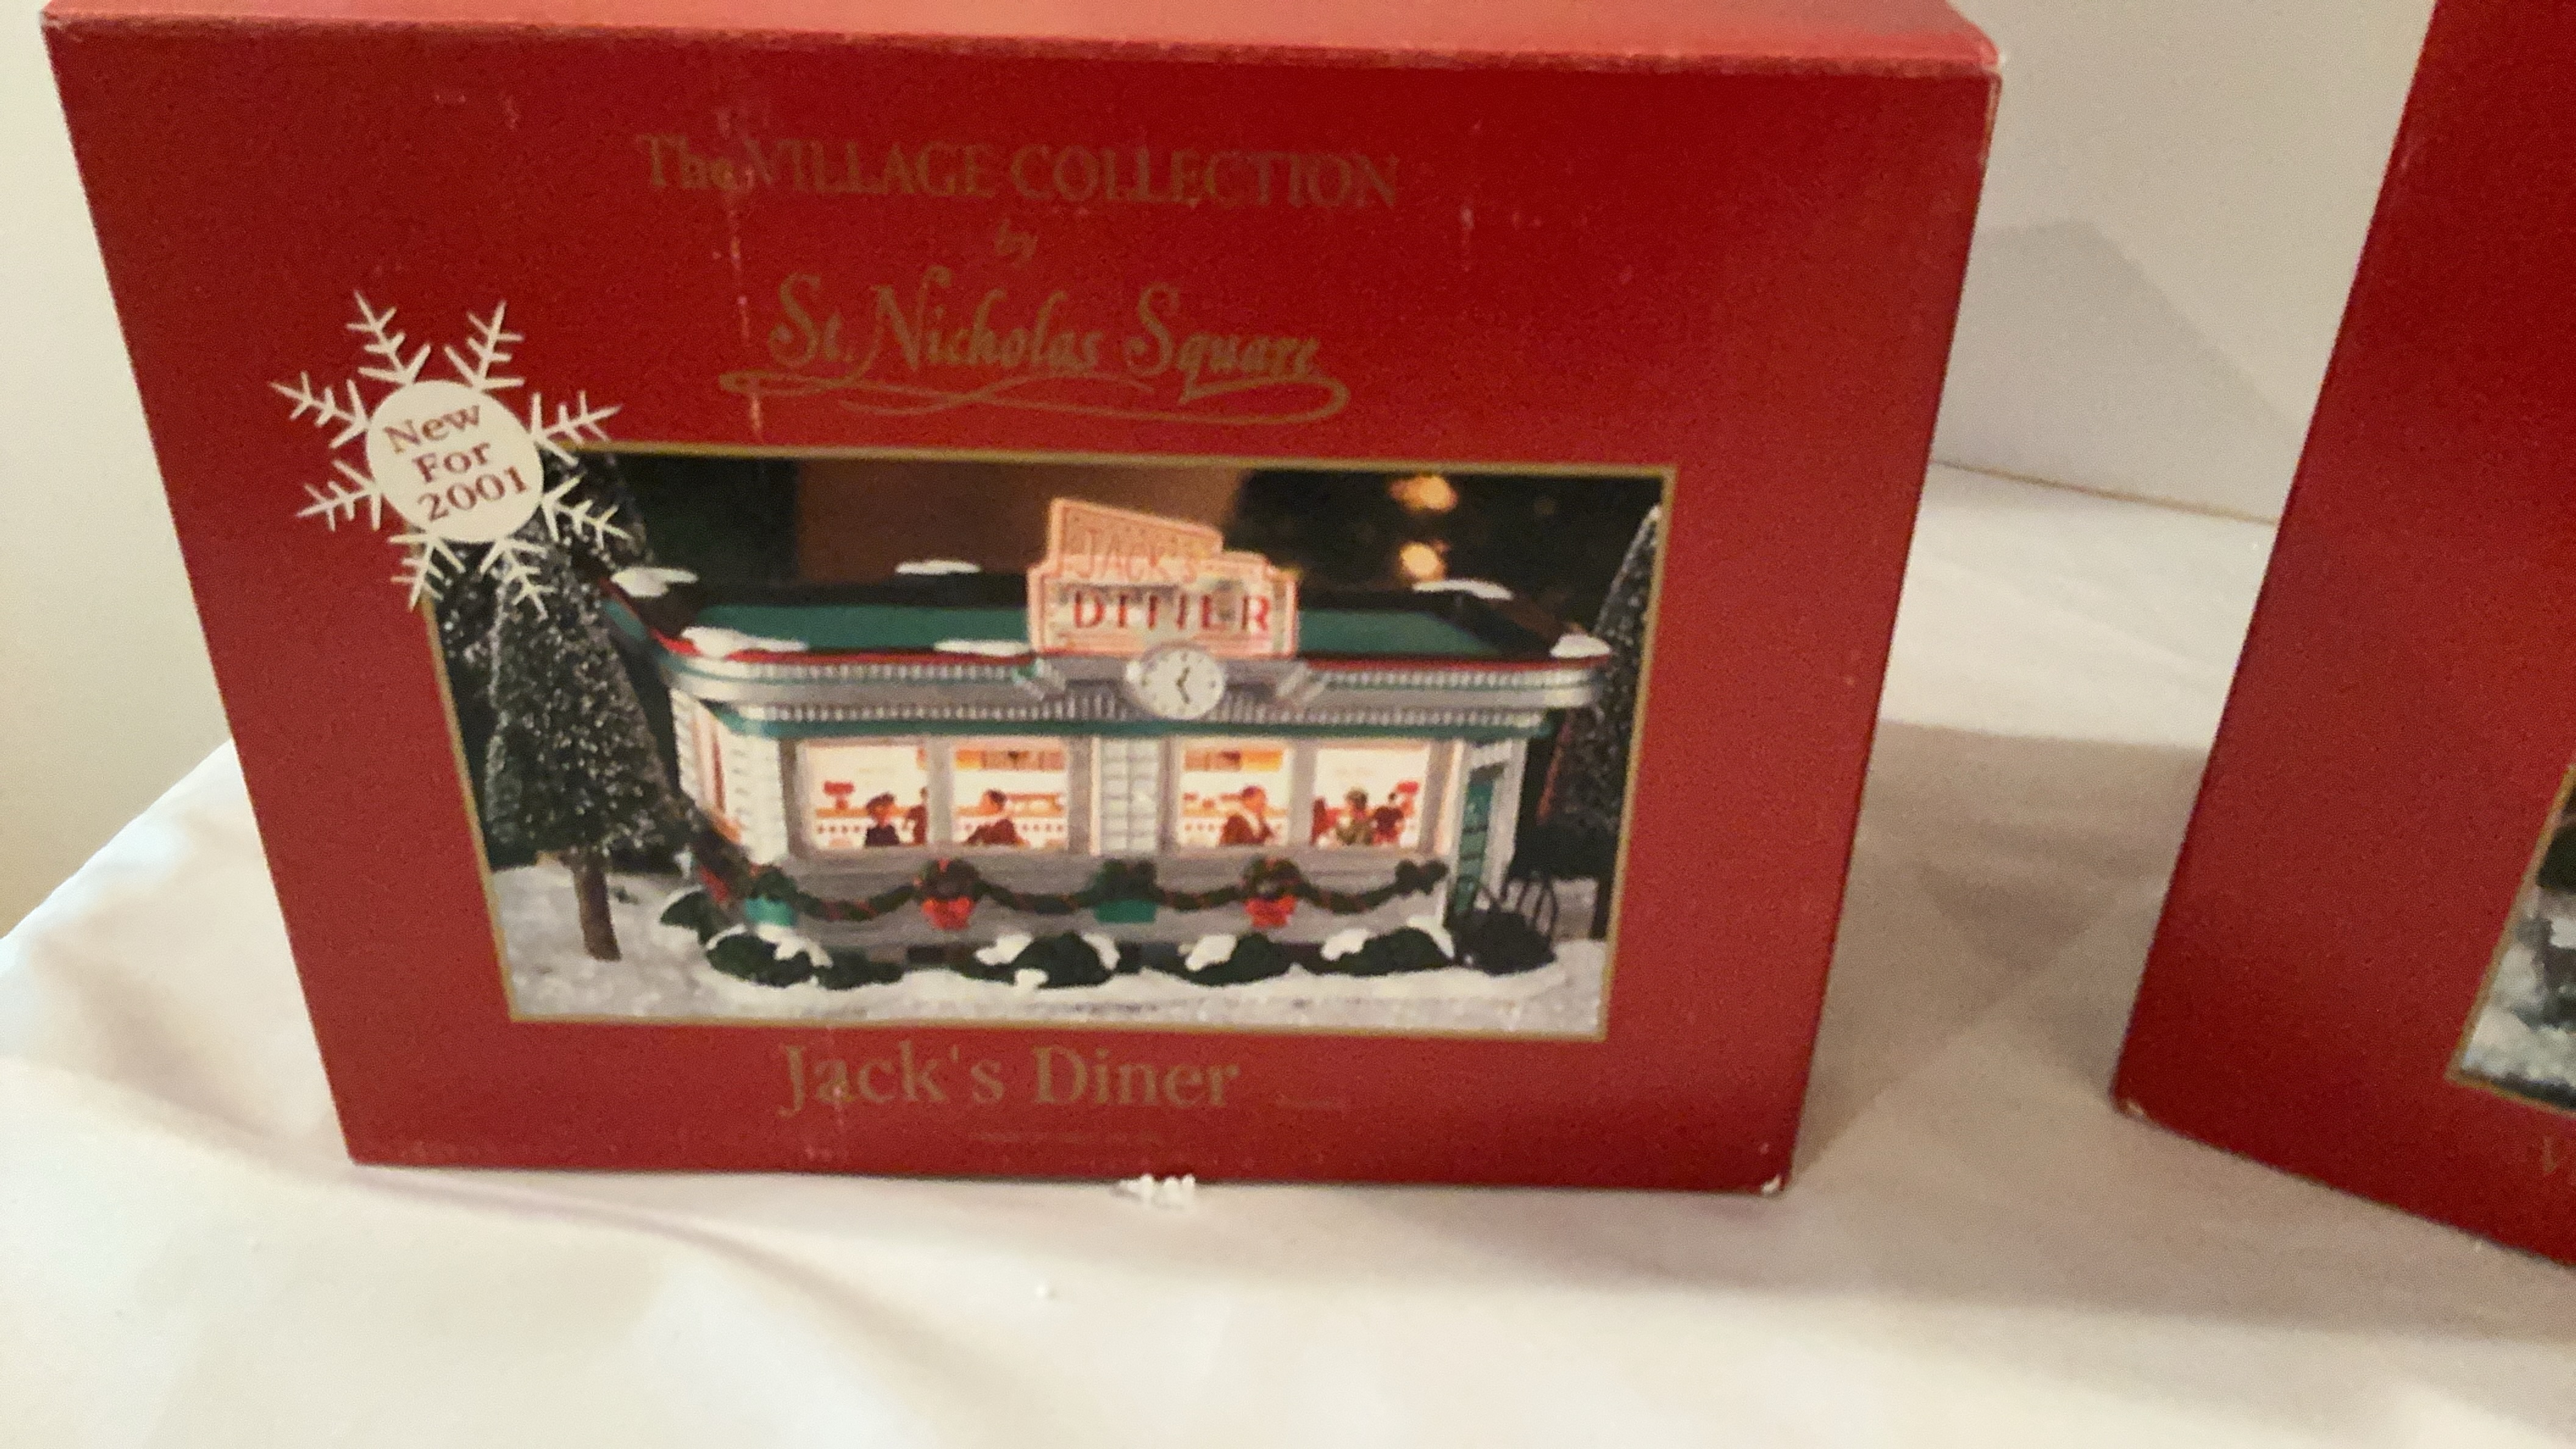 The VILLAGE COLLECTION
by
St. Nicholas Square
New
For
2001
JACK'S
DINER
Jack's Diner